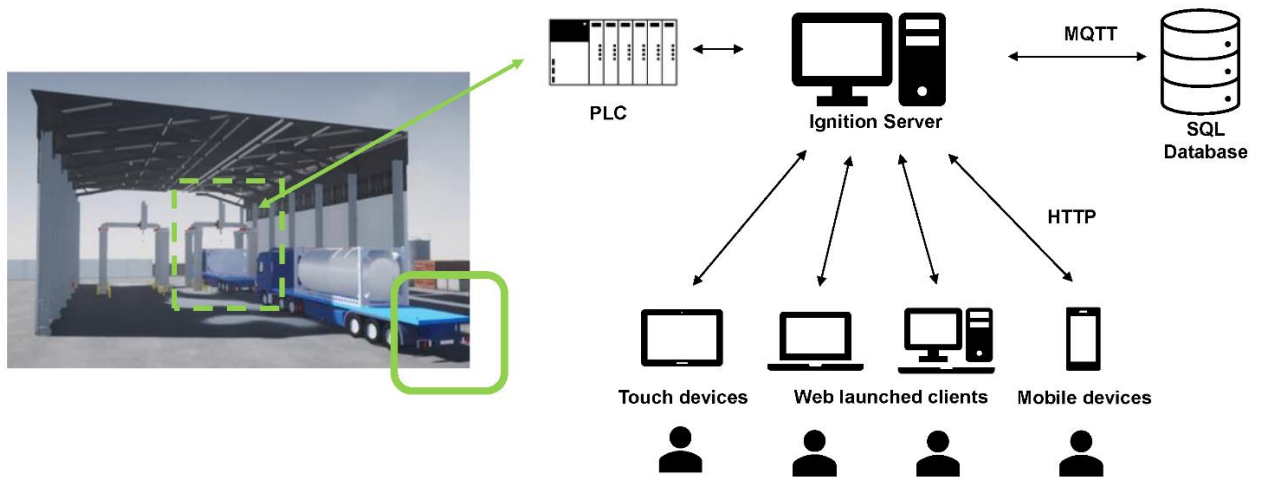 MQTT
PLC
Ignition Server
SQL
Database
HTTP
Touch devices
Web launched clients
Mobile devices